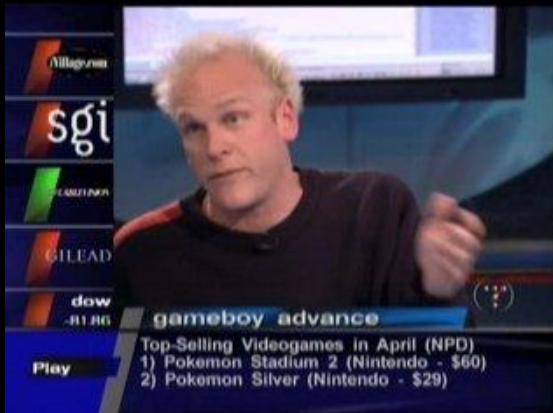 iVillage.com
sgi
GILEAD
dow
-81.86
gameboy advance
Top-Selling Videogames in April (NPD)
1) Pokemon Stadium 2 (Nintendo - $60)
2) Pokemon Silver (Nintendo - $29)
Play